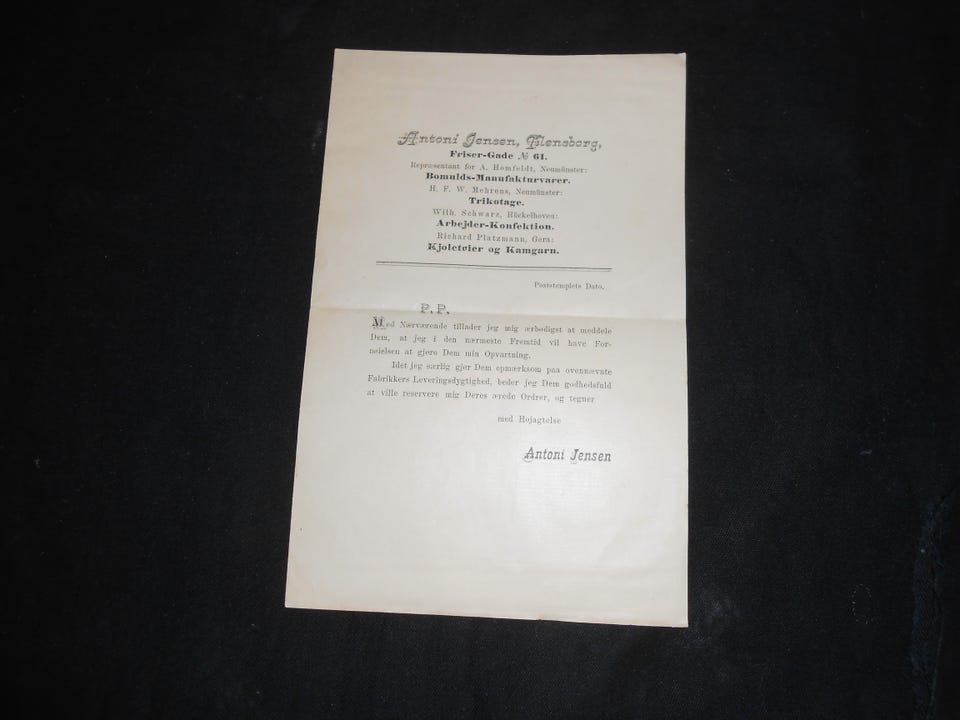 Antoni Jensen, Flensborg,
Friser-Gade № 61.
Repræsentant for A. Homfeldt, Neumünster:
Bomulds-Manufakturvarer.
H. F. W. Mehrens, Neumünster:
Trikotage.
Wilh. Schwarz, Hückelhoven:
Arbejder-Konfektion.
Richard Platzmann, Gera:
Kjoletøier og Kamgarn.
Poststemplets Dato.
P. P.
Med Nærværende tillader jeg mig ærbødigst at meddele
Dem, at jeg i den nærmeste Fremtid vil have For-
nøielsen at gjøre Dem min Opvartning.
Idet jeg særlig gjør Dem opmærksom paa ovennævnte
Fabrikkers Leveringsdygtighed, beder jeg Dem godhedsfuld
at ville reservere mig Deres ærede Ordrer, og tegner
med Højagtelse
Antoni Jensen